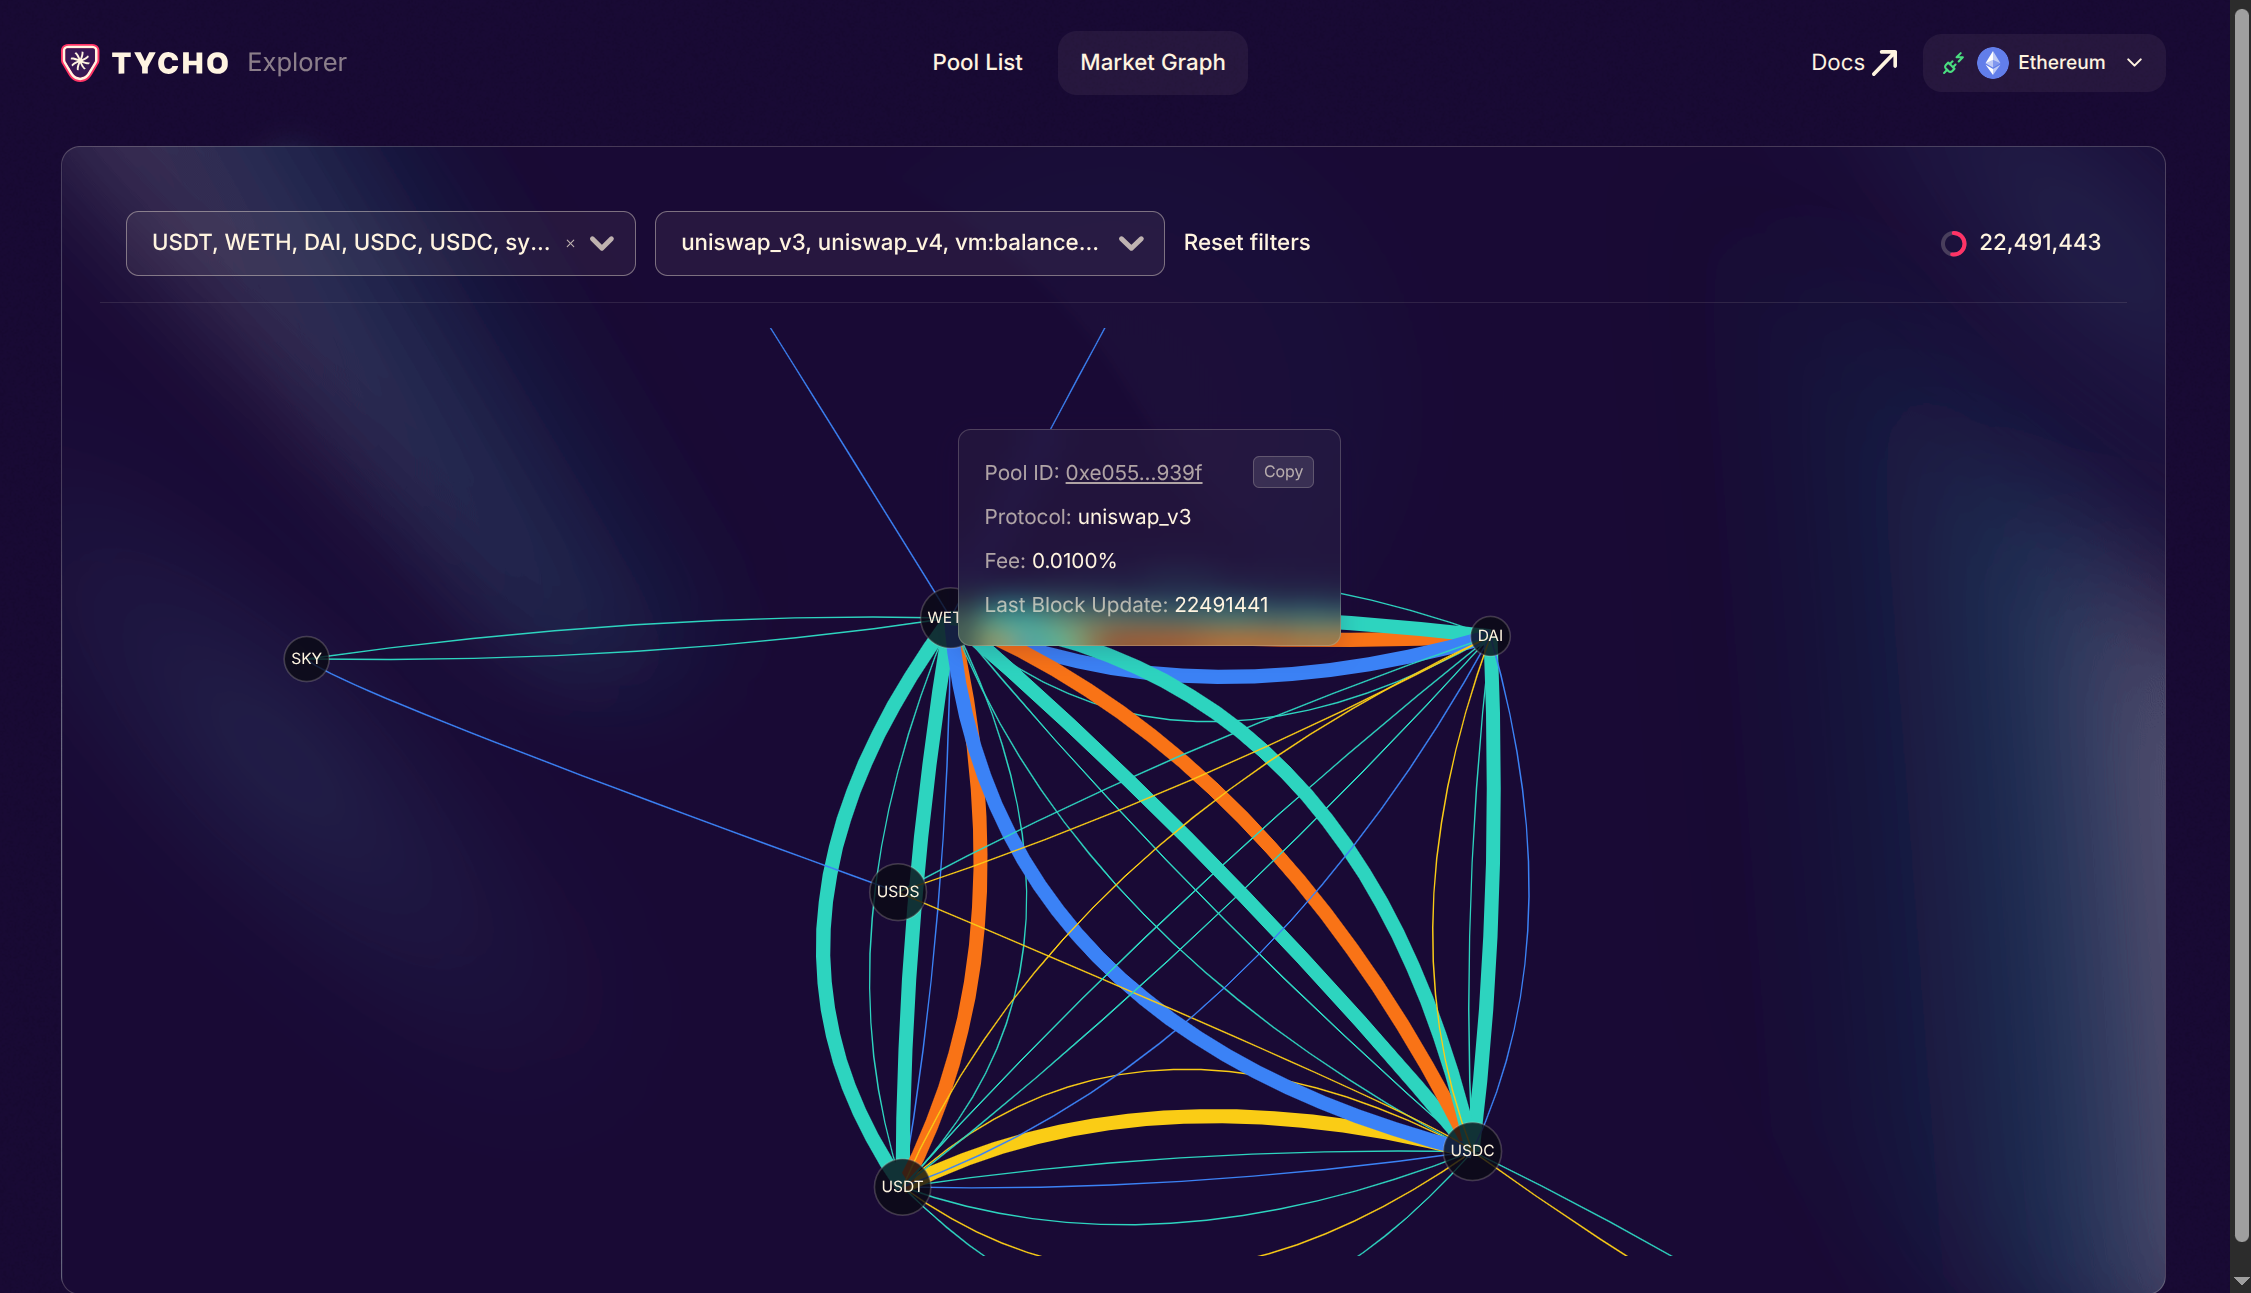 TYCHO Explorer
Pool List
Market Graph
Docs
Ethereum
USDT, WETH, DAI, USDC, USDC, sy... ×
uniswap_v3, uniswap_v4, vm:balance...
Reset filters
22,491,443
Pool ID: 0xe055...939f
Copy
Protocol: uniswap_v3
Fee: 0.0100%
Last Block Update: 22491441
WET
DAI
SKY
USDS
USDC
USDT